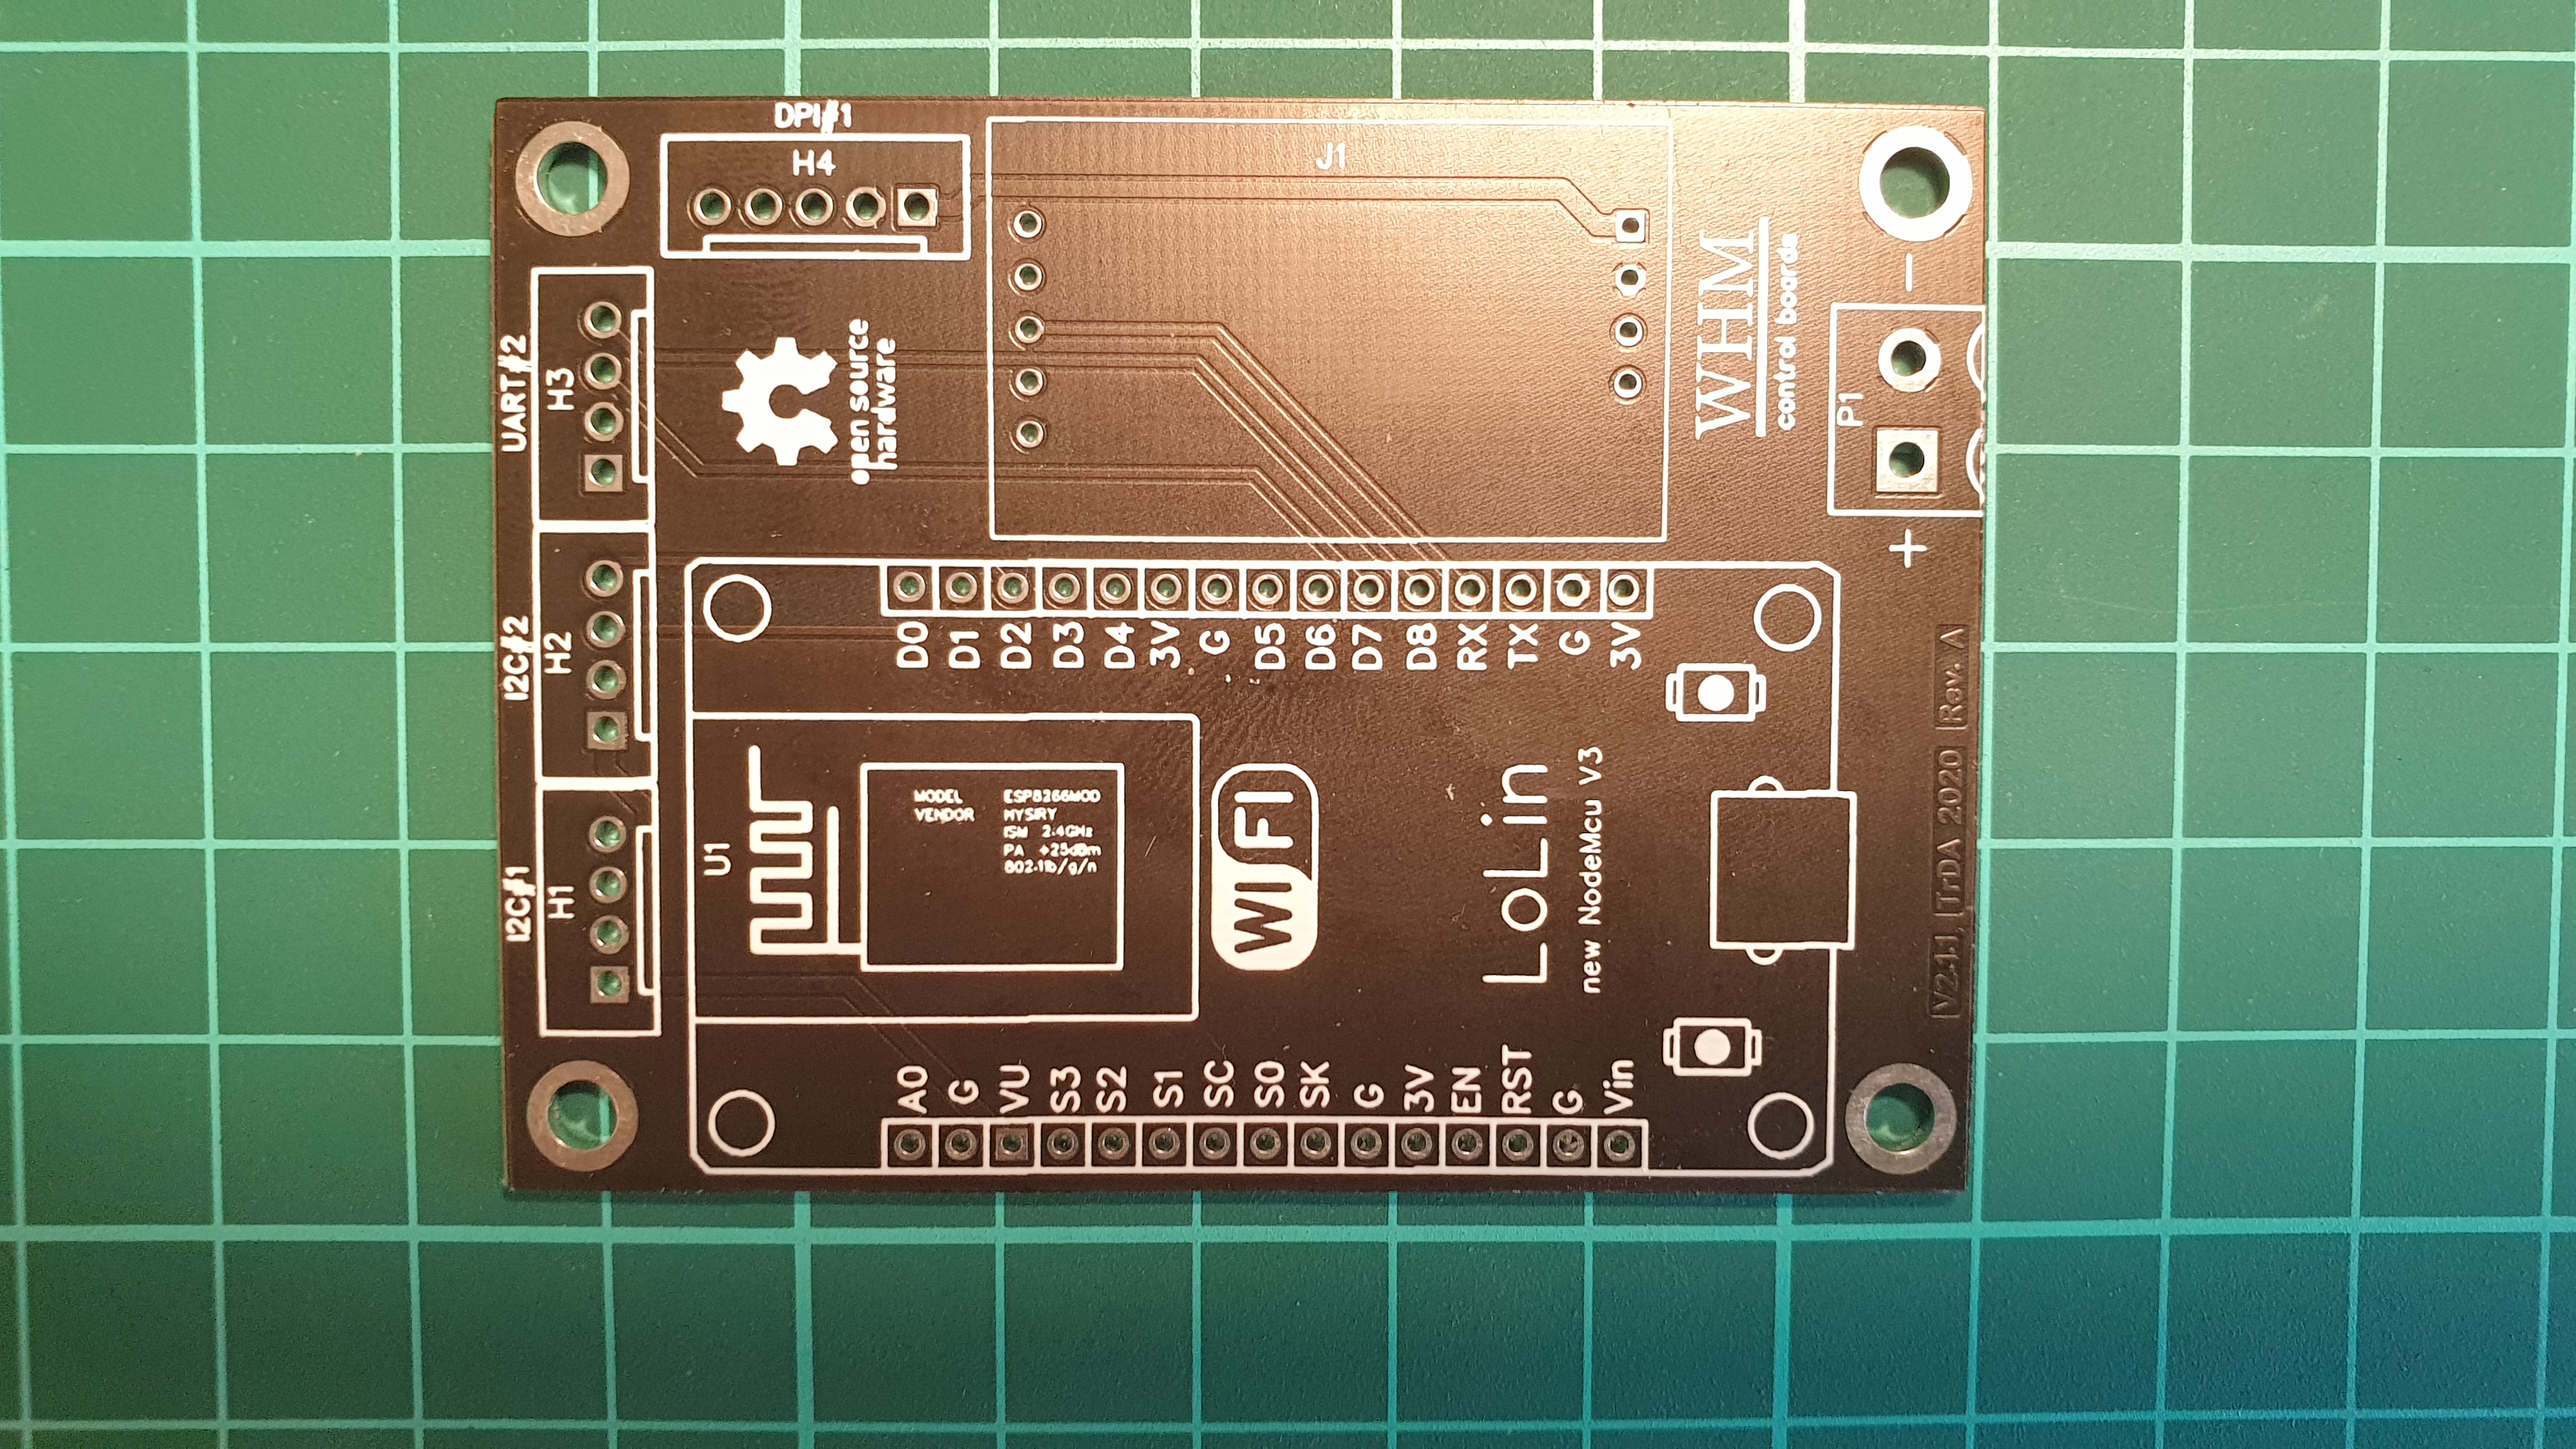 DPI#1
H4
J1
UART#2
H3
open source
hardware
WHM
control boards
−
P1
+
I2C#2
H2
D0
D1
D2
D3
D4
3V
G
D5
D6
D7
D8
RX
TX
G
3V
I2C#1
H1
U1
MODEL ESP8266MOD
VENDOR MYSIRY
ISM 2.4GHz
PA +25dBm
802.11b/g/n
WiFi
LoLin
new NodeMcu V3
V2.1.1 TrDA 2020 Rev. A
A0
G
VU
S3
S2
S1
SC
S0
SK
G
3V
EN
RST
G
Vin